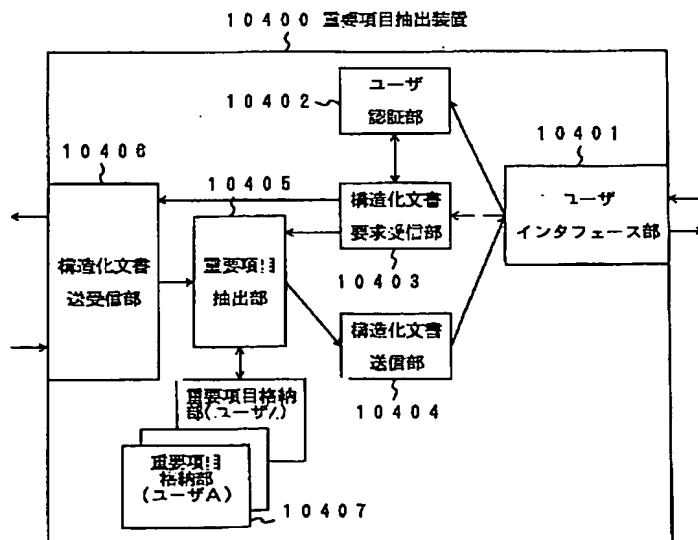 10400 重要項目抽出装置
10402
ユーザ
認証部
10401
ユーザ
インタフェース部
10406
構造化文書
送受信部
10405
重要項目
抽出部
構造化文書
要求受信部
10403
構造化文書
送信部
10404
重要項目格納
部(ユーザ
重要項目
格納部
(ユーザA)
10407